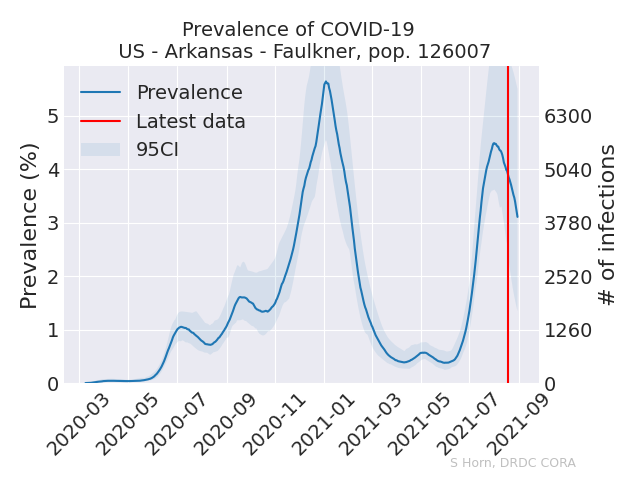 Prevalence of COVID-19
US - Arkansas - Faulkner, pop. 126007
Prevalence
Latest data
95CI
Prevalence (%)
5
4
3
2
1
0
6300
5040
3780
2520
1260
0
# of infections
2020-03
2020-05
2020-07
2020-09
2020-11
2021-01
2021-03
2021-05
2021-07
2021-09
S Horn, DRDC CORA